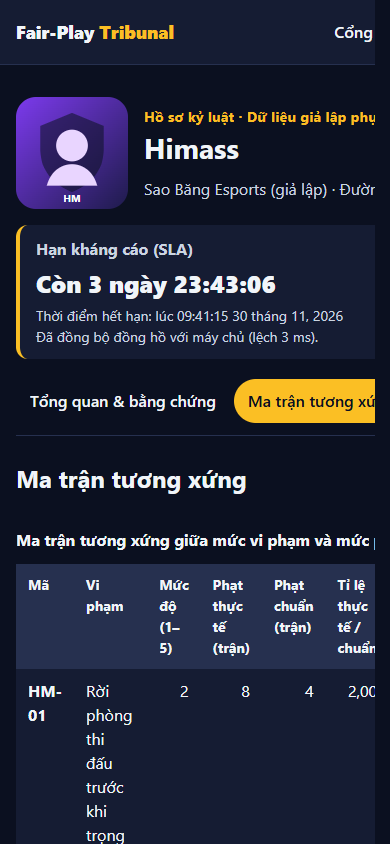 Fair-Play Tribunal Cổng
HM
Hồ sơ kỷ luật · Dữ liệu giả lập
Himass
Sao Băng Esports (giả lập) ·
Hạn kháng cáo (SLA)
Còn 3 ngày 23:43:06
Thời điểm hết hạn: lúc 09:41:15 30 tháng 11, 2026
Đã đồng bộ đồng hồ với máy chủ (lệch 3 ms).
Tổng quan & bằng chứng Ma trận tương
Ma trận tương xứng
Ma trận tương xứng giữa mức vi phạm và mức
Mã Vi Mức Phạt Phạt Tỉ lệ
phạm độ thực chuẩn thực
(1– tế (trận) tế /
5) (trận) chuẩn
HM- Rời 2 8 4 2,00
01 phòng
thi
đấu
trước
khi
trọng